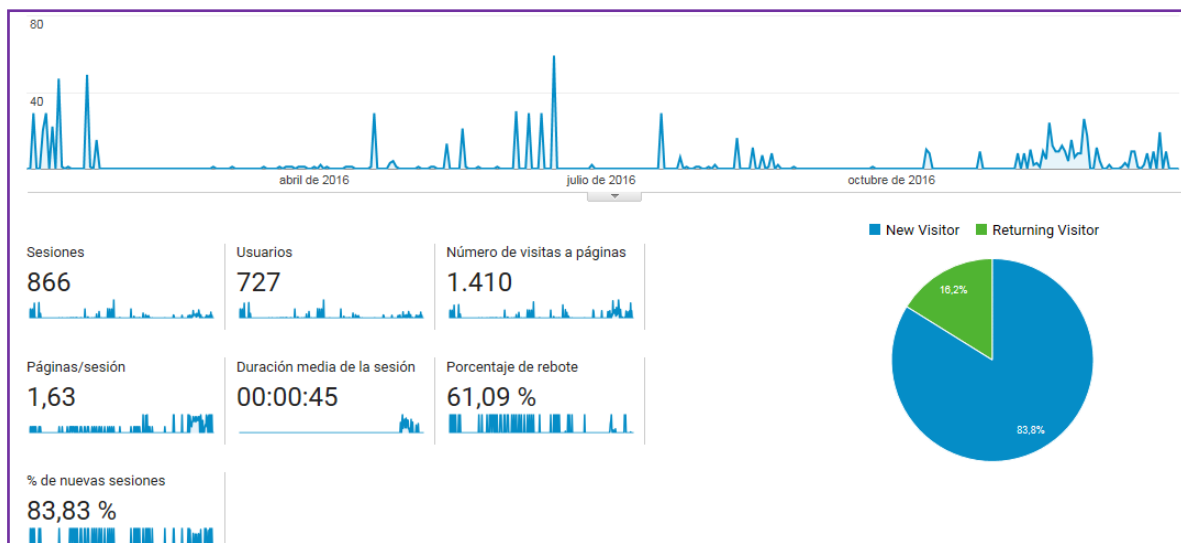 80
40
abril de 2016
julio de 2016
octubre de 2016
New Visitor
Returning Visitor
Sesiones
866
Usuarios
727
Número de visitas a páginas
1.410
Páginas/sesión
1,63
Duración media de la sesión
00:00:45
Porcentaje de rebote
61,09 %
% de nuevas sesiones
83,83 %
16,2%
83,8%